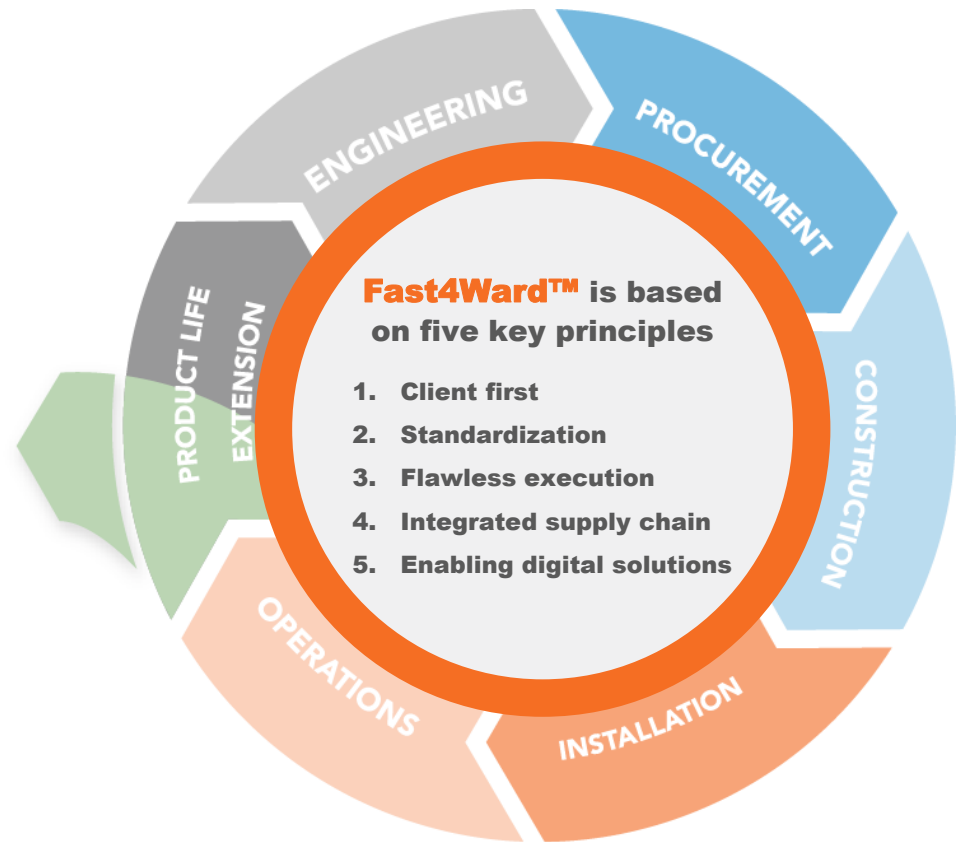 ENGINEERING
PROCUREMENT
CONSTRUCTION
INSTALLATION
OPERATIONS
PRODUCT LIFE
EXTENSION
Fast4Ward™ is based
on five key principles
1. Client first
2. Standardization
3. Flawless execution
4. Integrated supply chain
5. Enabling digital solutions